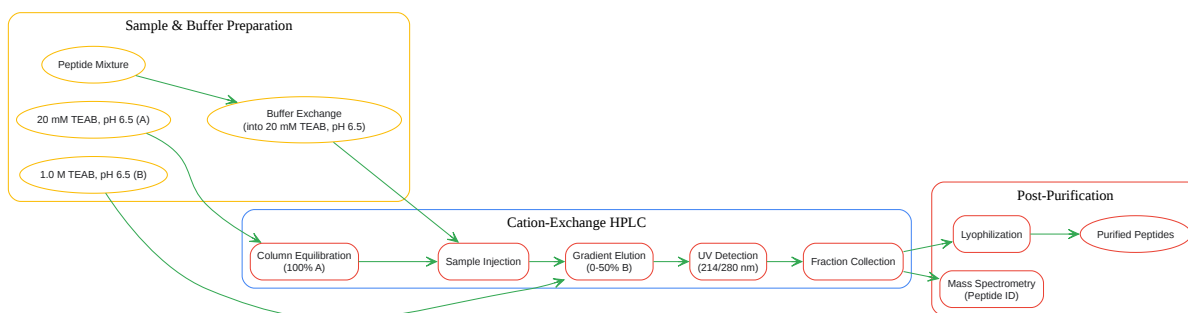 Sample & Buffer Preparation
Peptide Mixture
20 mM TEAB, pH 6.5 (A)
Buffer Exchange
(into 20 mM TEAB, pH 6.5)
1.0 M TEAB, pH 6.5 (B)
Cation-Exchange HPLC
Column Equilibration
(100% A)
Sample Injection
Gradient Elution
(0-50% B)
UV Detection
(214/280 nm)
Fraction Collection
Post-Purification
Lyophilization
Purified Peptides
Mass Spectrometry
(Peptide ID)